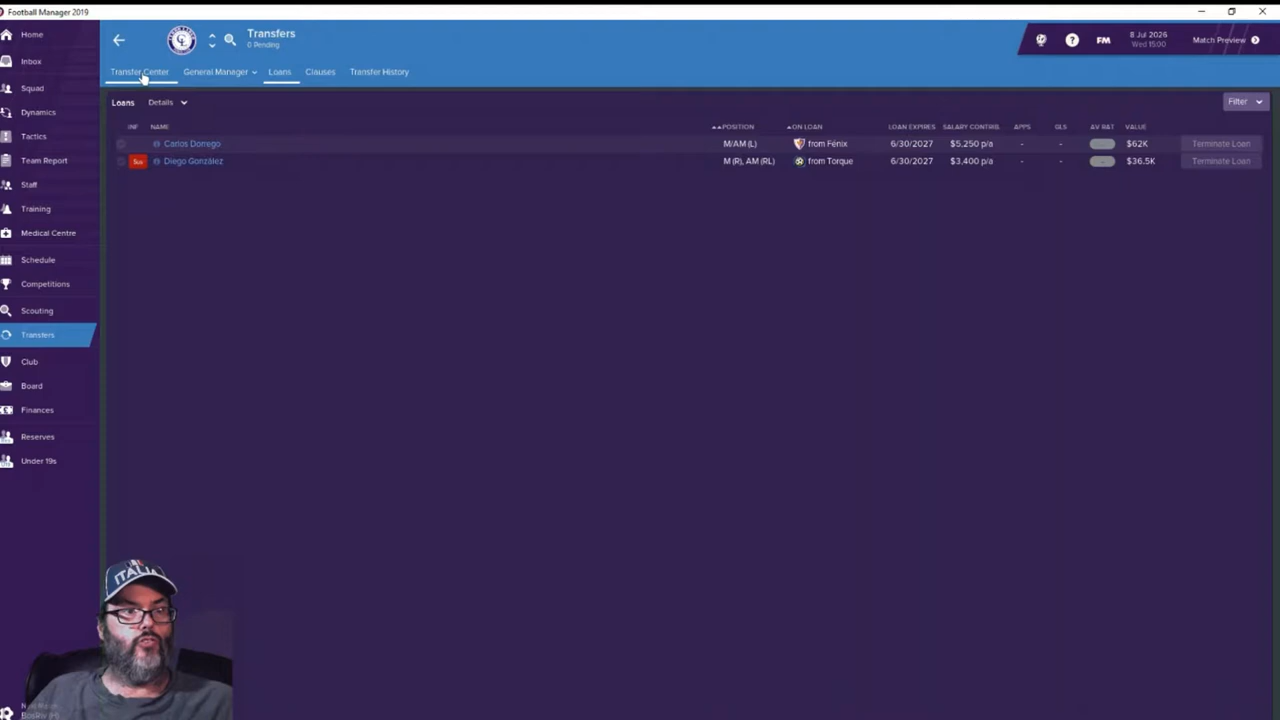 Football Manager 2019
Home
Inbox
Squad
Dynamics
Tactics
Team Report
Staff
Training
Medical Centre
Schedule
Competitions
Scouting
Transfers
Club
Board
Finances
Reserves
Under 19s
Transfers
0 Pending
8 Jul 2026
Wed 15:00
FM
Match Preview
Transfer Center General Manager Loans Clauses Transfer History
Loans Details Filter
INF NAME POSITION ON LOAN LOAN EXPIRES SALARY CONTRIB. APPS GLS AV RAT VALUE
Carlos Dorrego M/AM (L) from Fénix 6/30/2027 $5,250 p/a - - - $62K Terminate Loan
Sus Diego González M (R), AM (RL) from Torque 6/30/2027 $3,400 p/a - - - $36.5K Terminate Loan
ITALIA